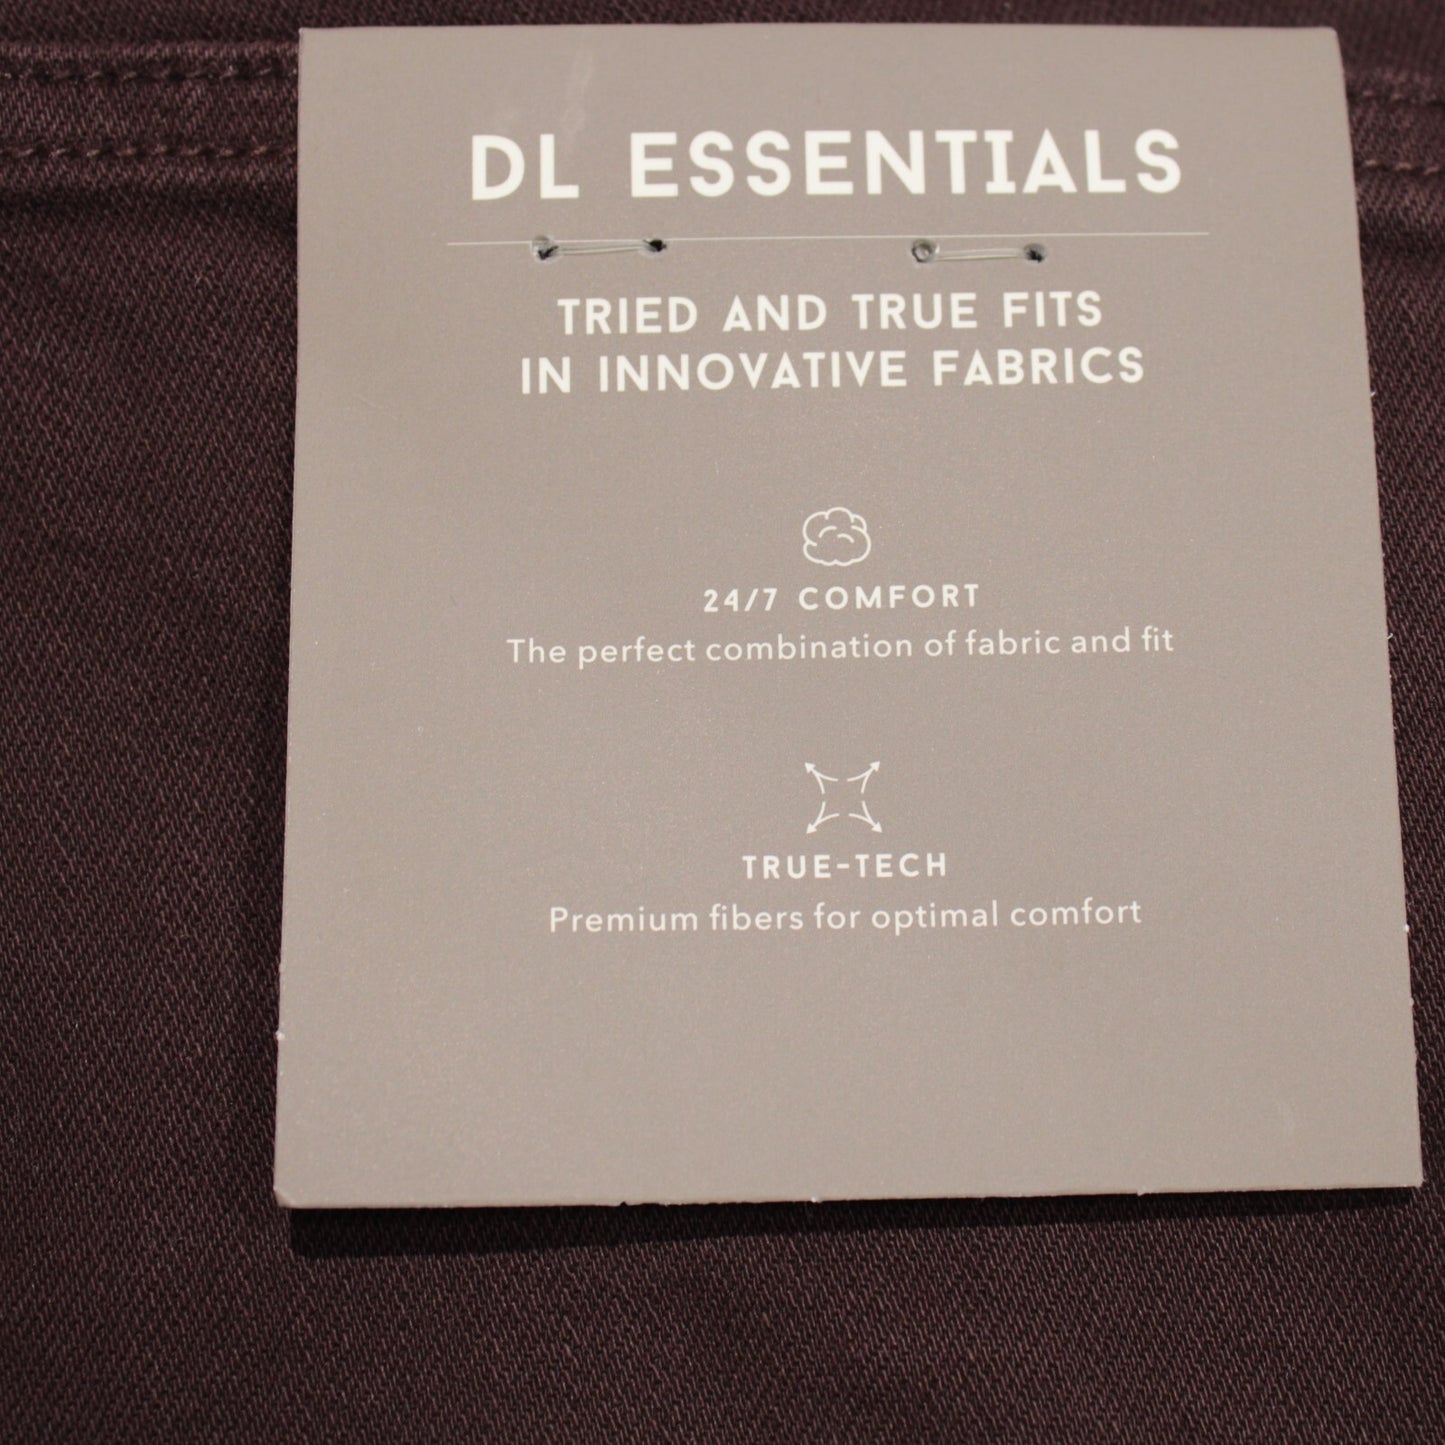 DL ESSENTIALS
TRIED AND TRUE FITS
IN INNOVATIVE FABRICS
24/7 COMFORT
The perfect combination of fabric and fit
TRUE-TECH
Premium fibers for optimal comfort